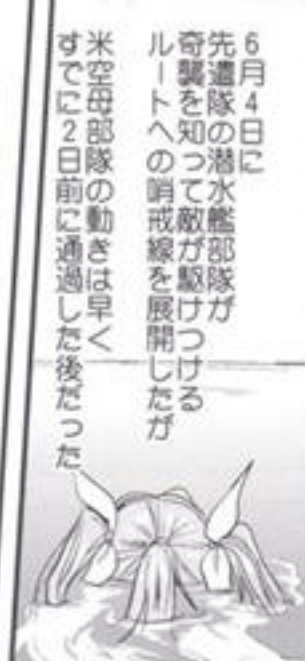 6月4日に
先遣隊の潜水艦部隊が
奇襲を知って敵が駆けつける
ルートへの哨戒線を展開したが
米空母部隊の動きは早く
すでに2日前に通過した後だった